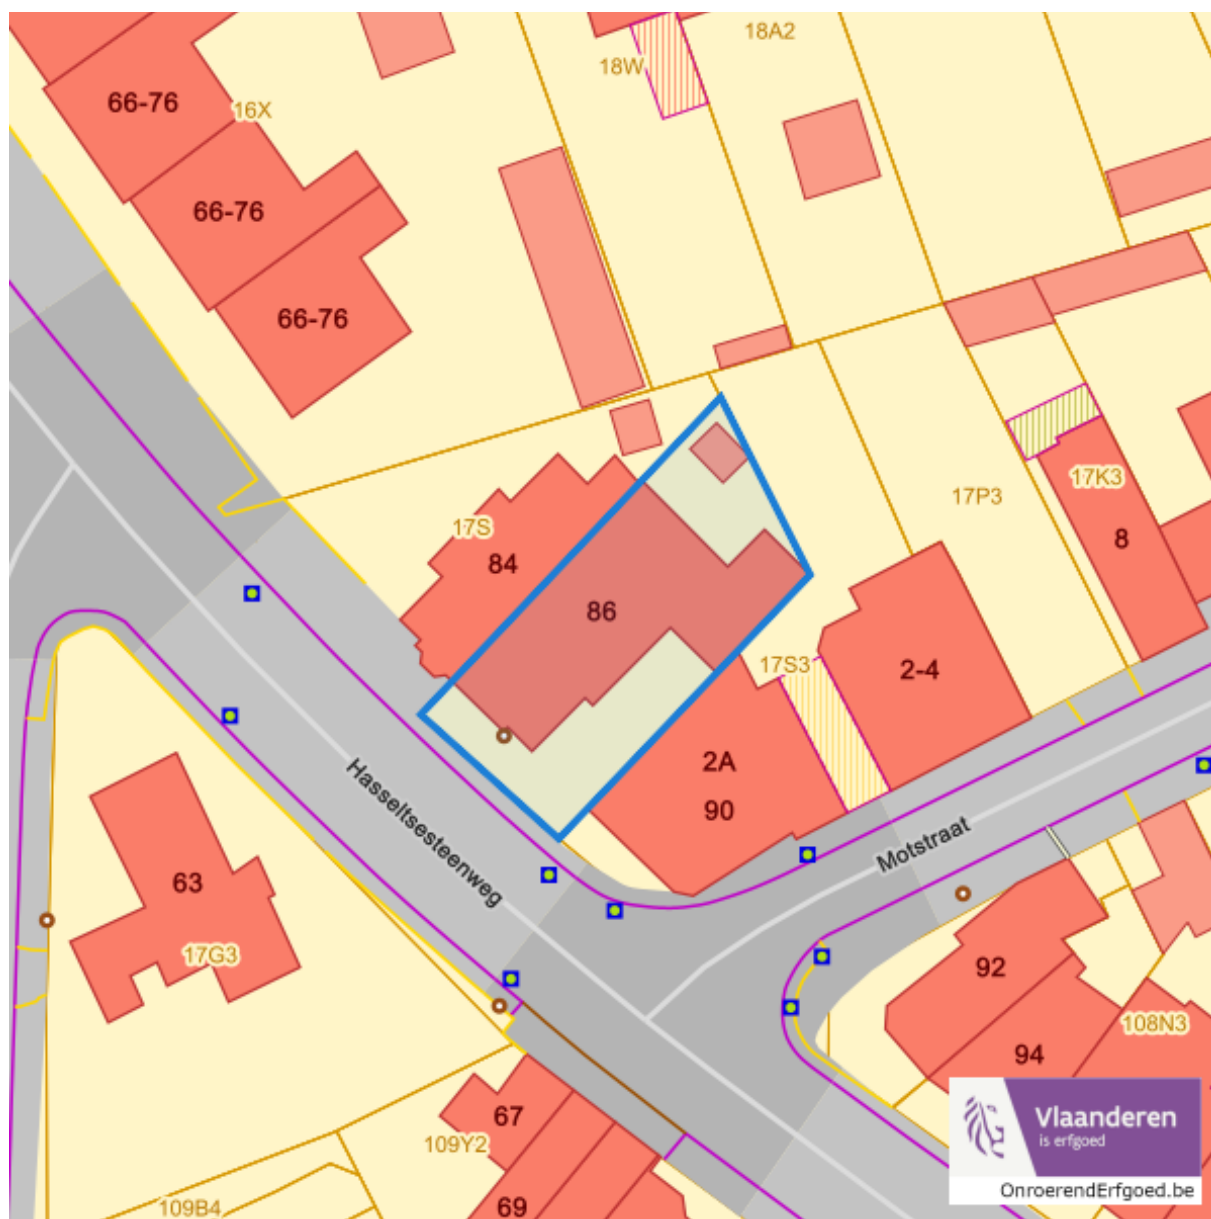 18A2
18W
66-76
16X
66-76
66-76
17K3
17P3
17S
8
84
86
17S3
2-4
2A
90
Hasseltsesteenweg
Motstraat
63
17G3
92
108N3
94
67
109Y2
69
109B4
Vlaanderen
is erfgoed
OnroerendErfgoed.be